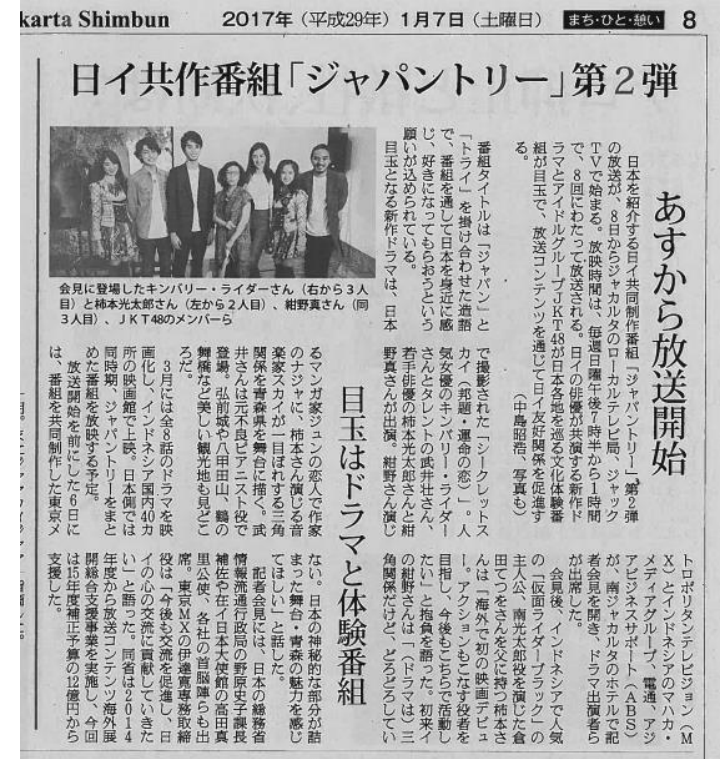 karta Shimbun 2017年（平成29年）1月7日（土曜日） まち・ひと・憩い 8
日イ共作番組「ジャパントリー」第２弾
あすから放送開始
日本を紹介する日イ共同制作番組「ジャパントリー」第2弾
の放送が、8日からジャカルタのローカルテレビ局、ジャック
TVで始まる。放映時間は、毎週日曜午後7時半から1時間
で、8回にわたって放送される。日イの俳優が共演する新作ド
ラマとアイドルグループJKT48が日本各地を巡る文化体験番
組が目玉で、放送コンテンツを通じて日イ友好関係を促進す
る。
（中島昭浩、写真も）
番組タイトルは「ジャパン」と
「トライ」を掛け合わせた造語
で、番組を通して日本を身近に感
じ、好きになってもらおうという
願いが込められている。
目玉となる新作ドラマは、日本
で撮影された「シークレットス
カイ（邦題・運命の恋）」。人
気女優のキンバリー・ライダー
さんとタレントの武井壮さん、
若手俳優の柿本光太郎さんと紺
野真さんが出演。紺野さん演じ
るマンガ家ジュンの恋人で作家
のナジャに、柿本さん演じる音
楽家スカイが一目ぼれする三角
関係を青森県を舞台に描く。武
井さんは元不良ピアニスト役で
登場。弘前城や八甲田山、鶴の
舞橋など美しい観光地も見どこ
ろだ。
3月には全8話のドラマを映
画化し、インドネシア国内40カ
所の映画館で上映。日本側では
同時期、ジャパントリーをまと
めた番組を放映する予定。
放送開始を前にした6日に
は、番組を共同制作した東京メ
トロポリタンテレビジョン（M
X）とインドネシアのマハカ・
メディアグループ、電通、アジ
アビジネスサポート（ABS）
が、南ジャカルタのホテルで記
者会見を開き、ドラマ出演者ら
が出席した。
会見後、インドネシアで人気
の「仮面ライダーブラック」の
主人公、南光太郎役を演じた倉
田てつをさんを父に持つ柿本さ
んは「海外で初の映画デビュ
ー。アクションもこなす役者を
目指し、今後もこちらで活動し
たい」と抱負を語った。初来イ
の紺野さんは「（ドラマは）三
角関係だけど、どろどろしてい
ない。日本の神秘的な部分が詰
まった舞台・青森の魅力を感じ
てほしい」と話した。
記者会見には、日本の総務省
情報流通行政局の野原史子課長
補佐や在イ日本大使館の高田真
里公使、各社の首脳陣らも出
席。東京MXの伊達寛専務取締
役は「今後も交流を促進し、日
イの心の交流に貢献していきた
い」と語った。同省は2014
年度から放送コンテンツ海外展
開総合支援事業を実施し、今回
は15年度補正予算の12億円から
支援した。
目玉はドラマと体験番組
会見に登場したキンバリー・ライダーさん（右から３人
目）と柿本光太郎さん（左から２人目）、紺野真さん（同
３人目）、ＪＫＴ48のメンバーら